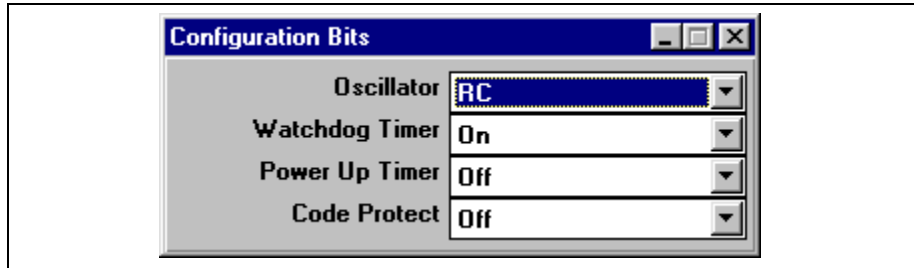 Configuration Bits
Oscillator RC
Watchdog Timer On
Power Up Timer Off
Code Protect Off